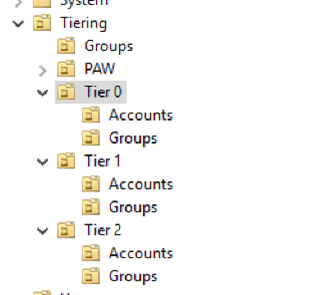 System
Tiering
Groups
PAW
Tier 0
Accounts
Groups
Tier 1
Accounts
Groups
Tier 2
Accounts
Groups